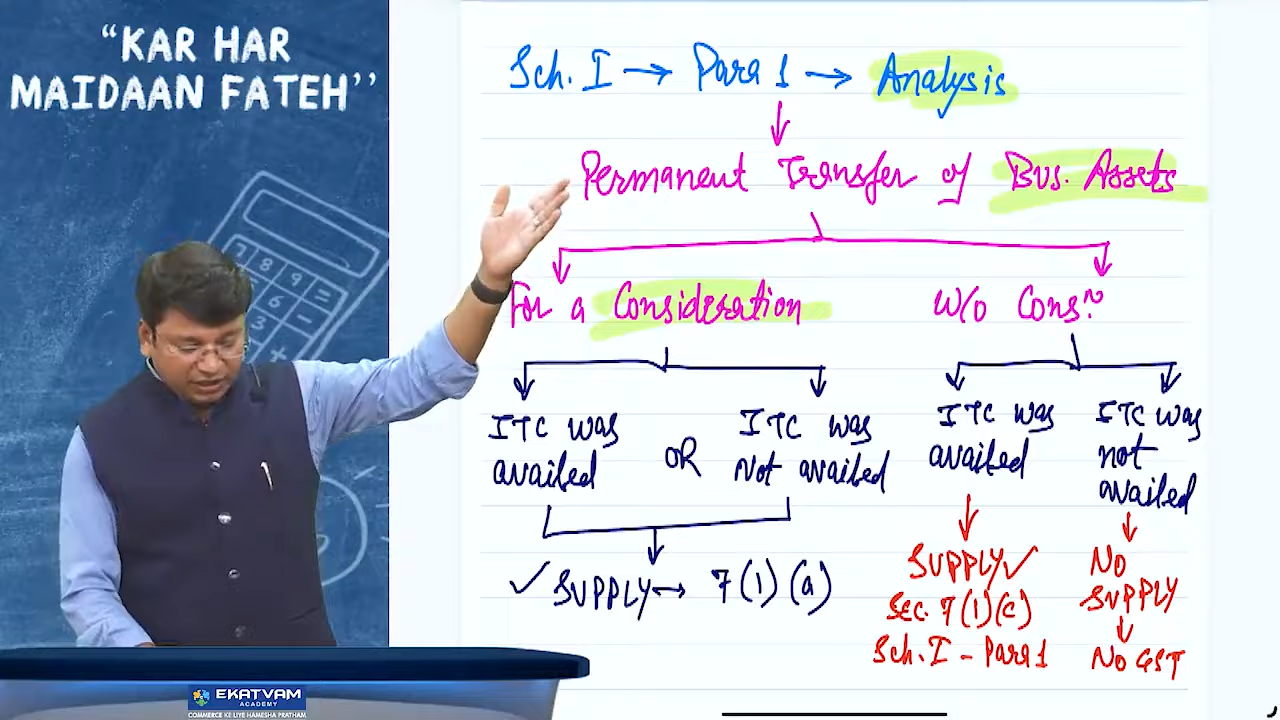 “KAR HAR
MAIDAAN FATEH’’
Sch. I → Para 1 → Analysis
Permanent Transfer of Bus. Assets
For a Consideration
W/o Consⁿ
ITC was
availed
OR
ITC was
Not availed
ITC was
availed
ITC was
not
availed
✓ SUPPLY → 7(1)(a)
SUPPLY ✓
Sec. 7(1)(c)
Sch. I - Para 1
No
SUPPLY
No GST
EKATVAM
ACADEMY
COMMERCE KE LIYE HAMESHA PRATHAM